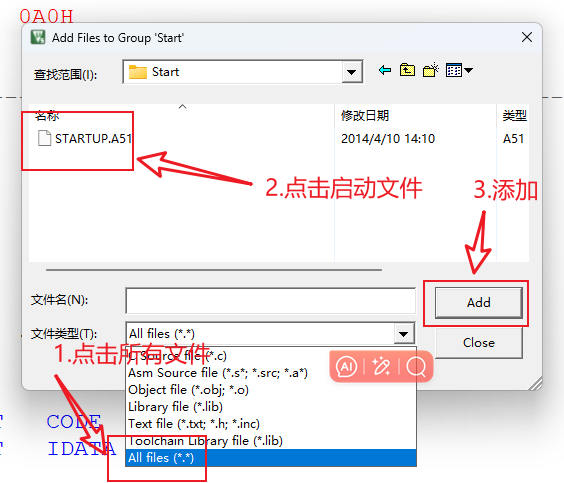 0A0H
Add Files to Group 'Start'
查找范围(I):
Start
名称
修改日期
类型
STARTUP.A51
2014/4/10 14:10
A51
2.点击启动文件
3.添加
文件名(N):
Add
文件类型(T):
All files (*.*)
Close
1.点击所有文件
C Source file (*.c)
Asm Source file (*.s*; *.src; *.a*)
Object file (*.obj; *.o)
Library file (*.lib)
Text file (*.txt; *.h; *.inc)
Toolchain Library file (*.lib)
All files (*.*)
AI
T CODE
T IDATA